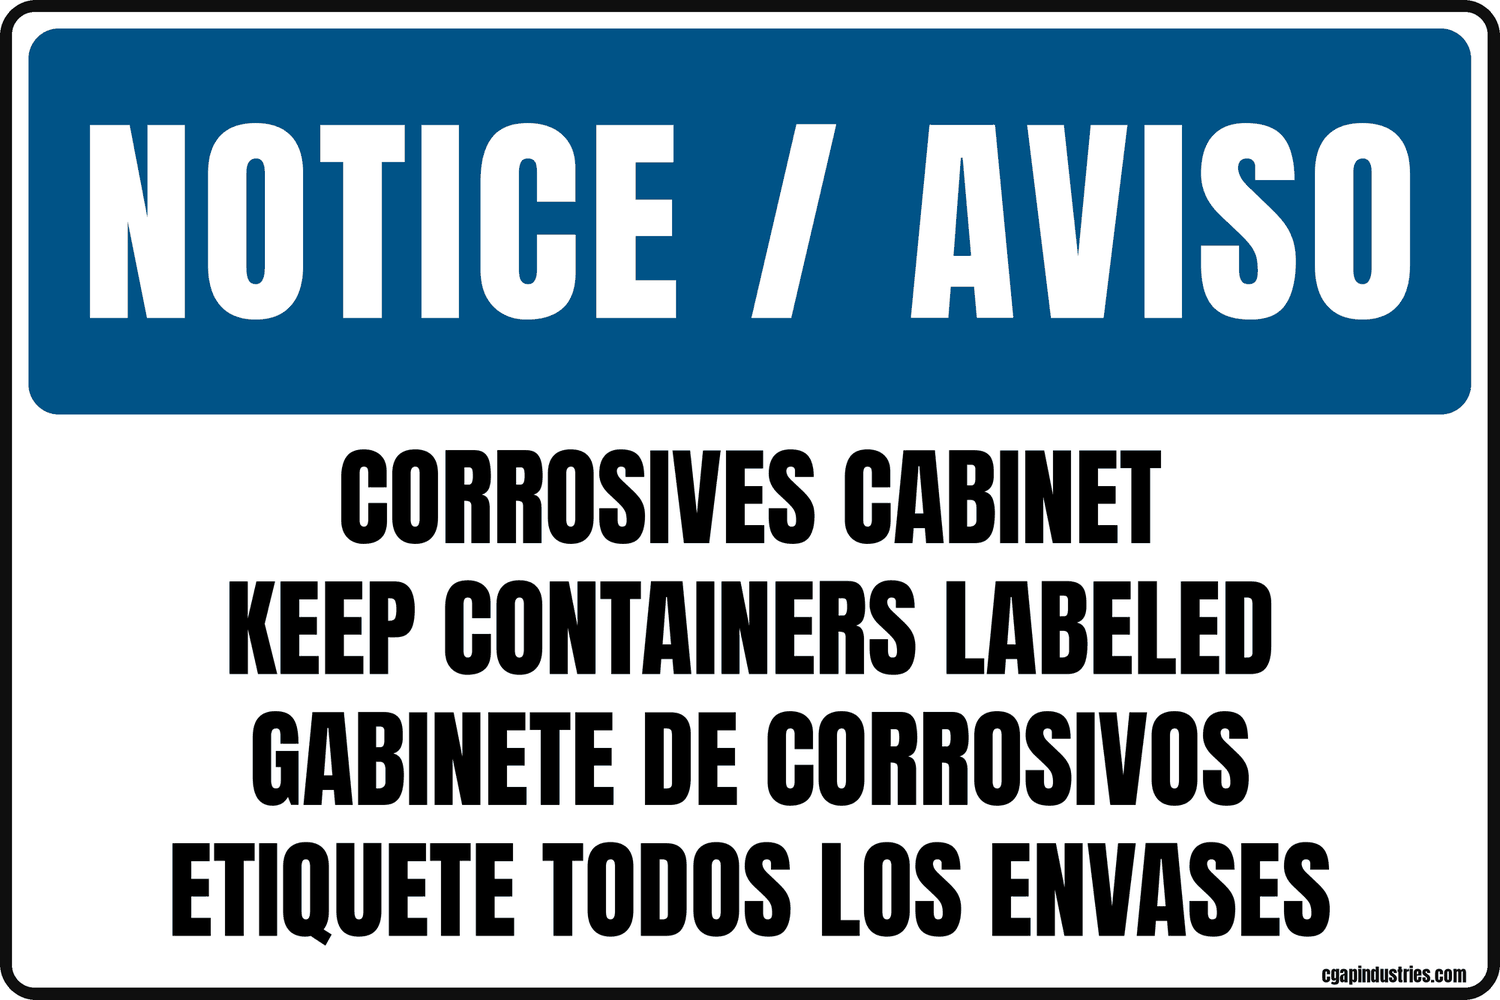 NOTICE / AVISO
CORROSIVES CABINET
KEEP CONTAINERS LABELED
GABINETE DE CORROSIVOS
ETIQUETE TODOS LOS ENVASES
cgapindustries.com